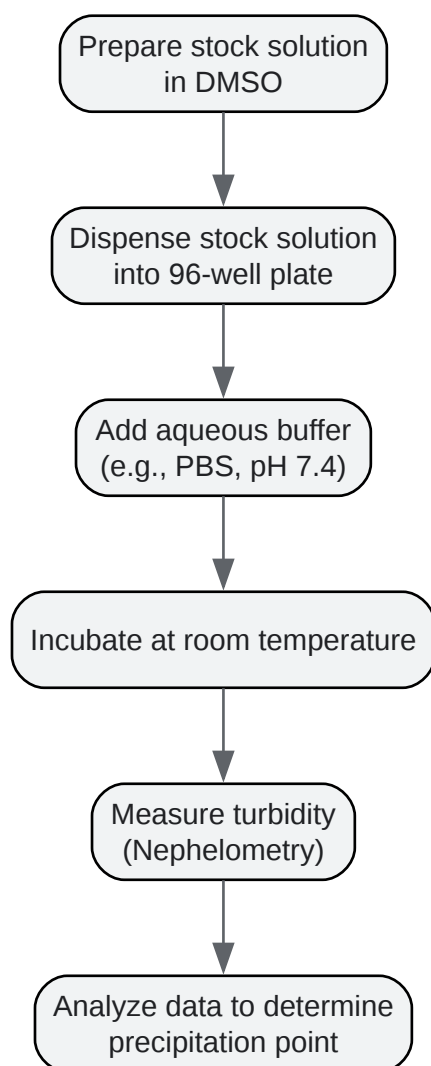 Prepare stock solution
in DMSO
Dispense stock solution
into 96-well plate
Add aqueous buffer
(e.g., PBS, pH 7.4)
Incubate at room temperature
Measure turbidity
(Nephelometry)
Analyze data to determine
precipitation point